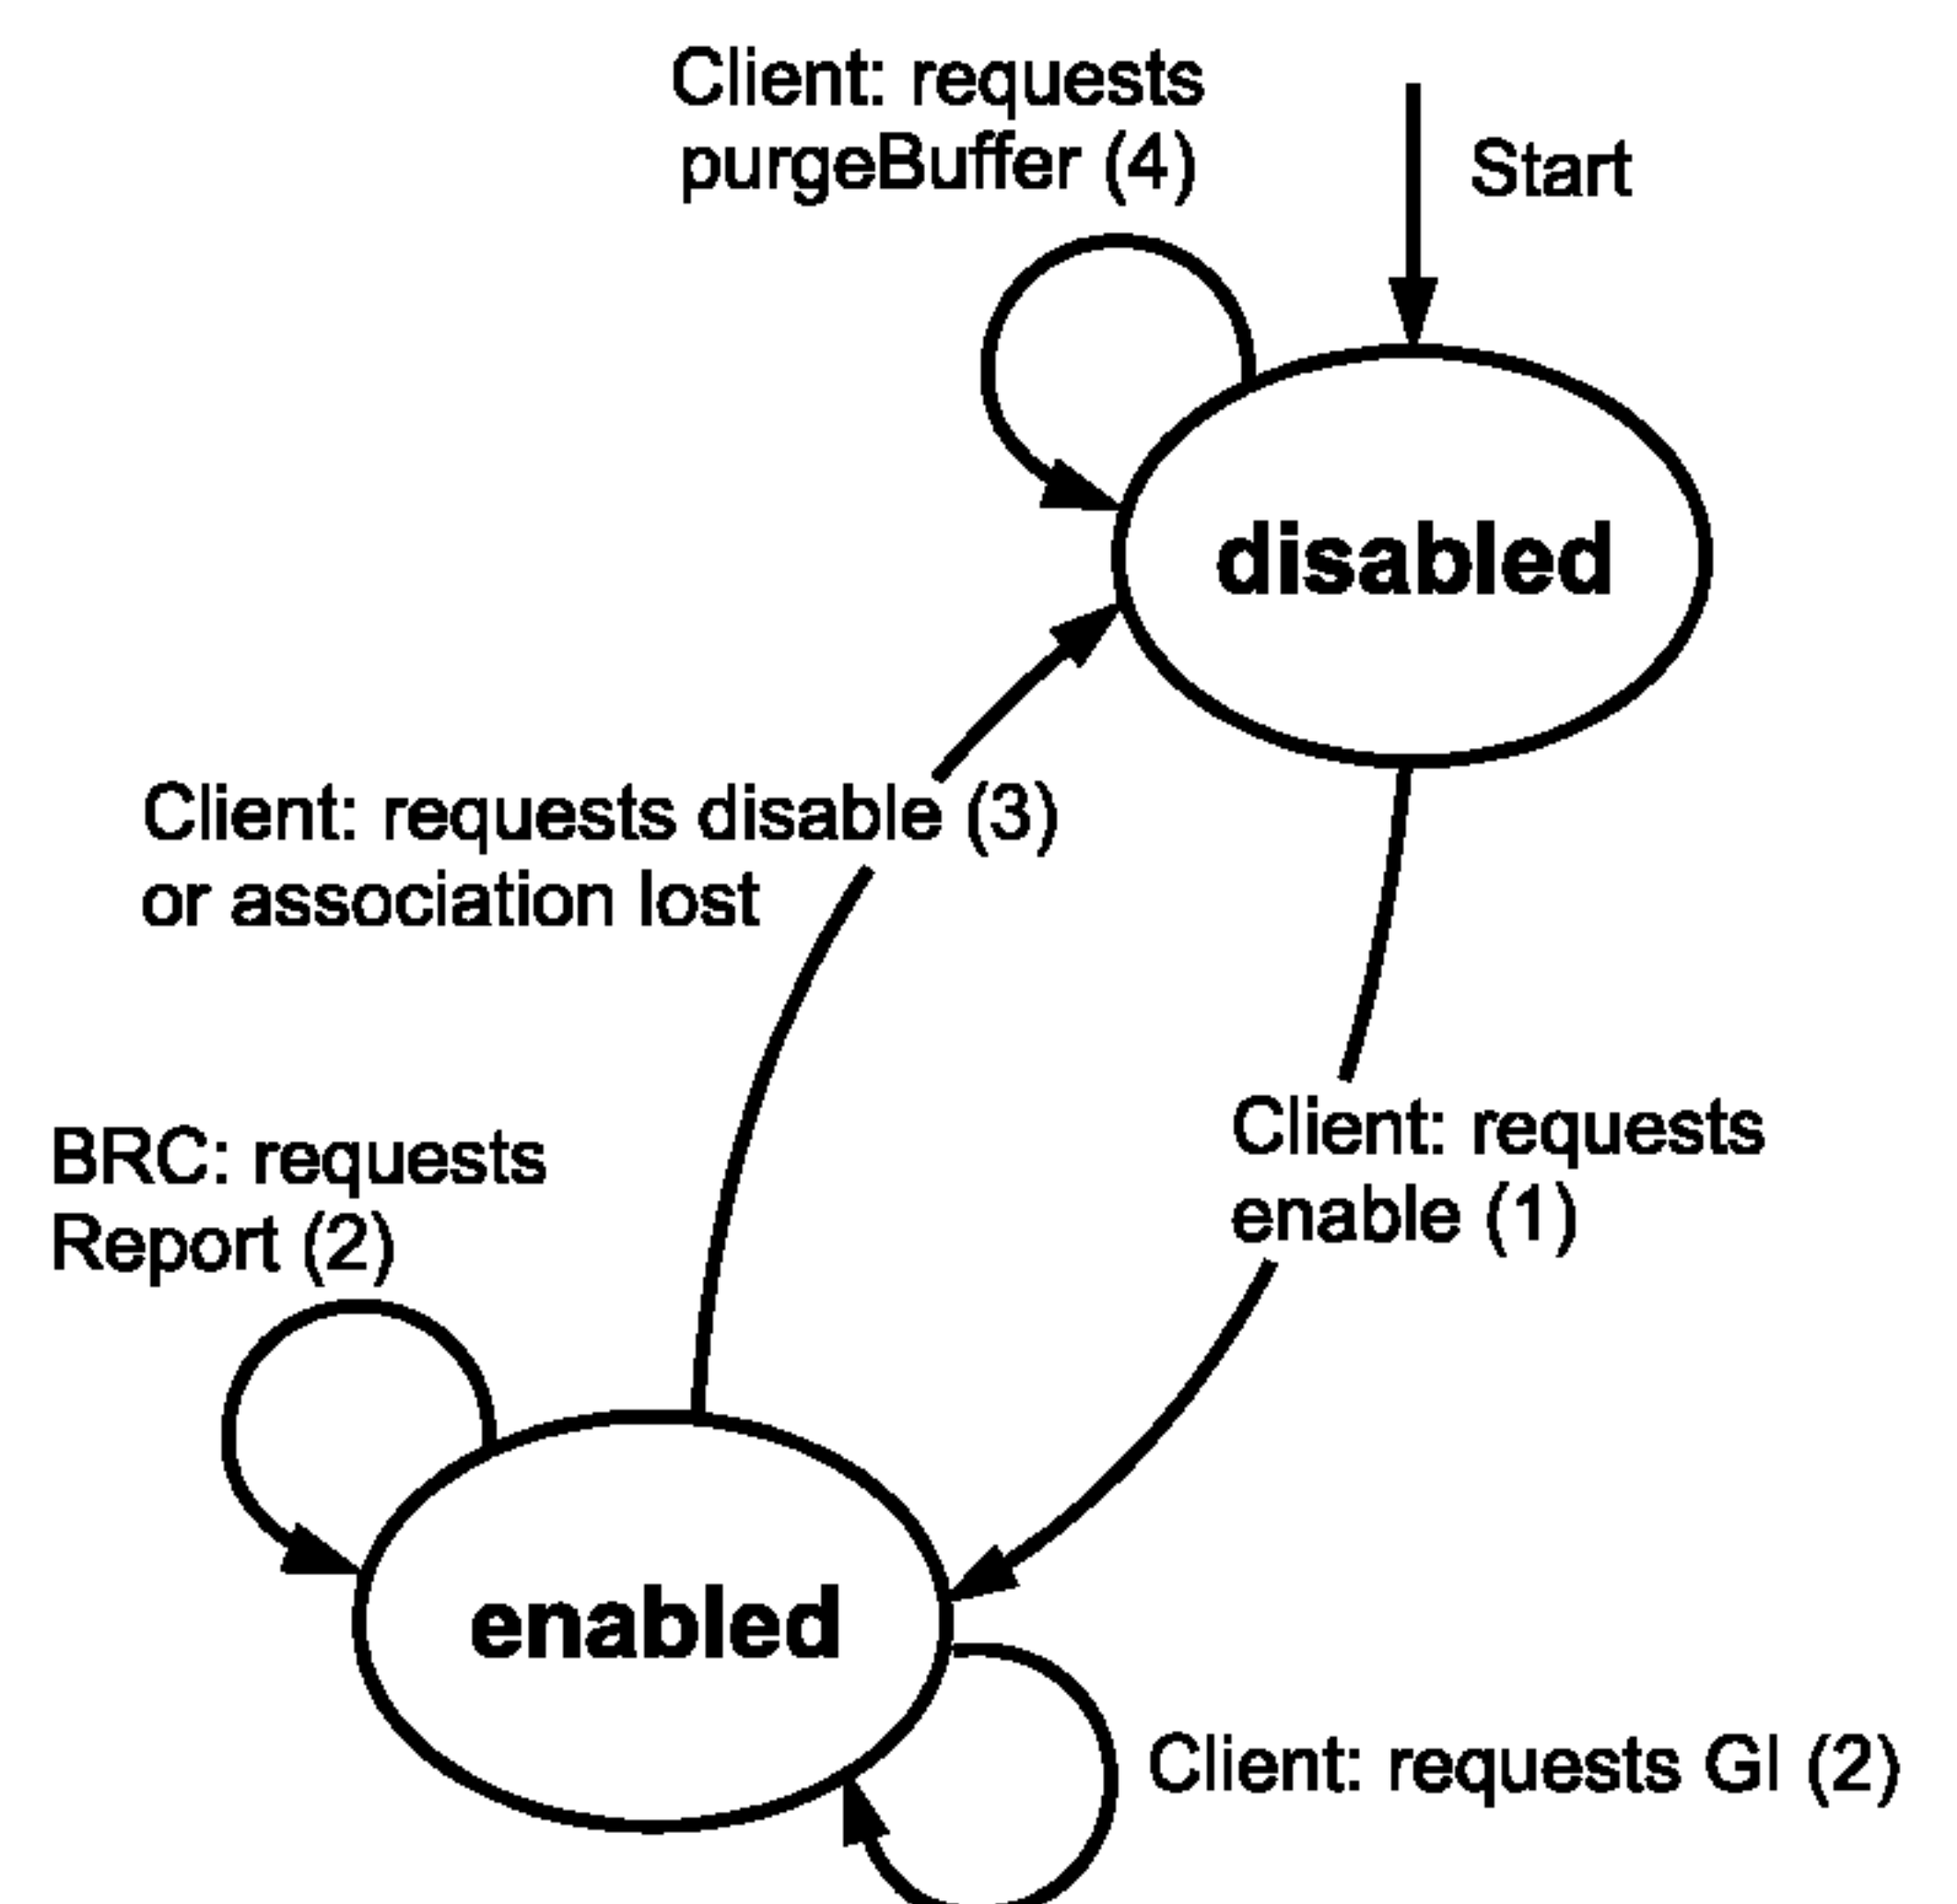 Client: requests
purgeBuffer (4)
Start
disabled
Client: requests disable (3)
or association lost
Client: requests
enable (1)
BRC: requests
Report (2)
enabled
Client: requests GI (2)